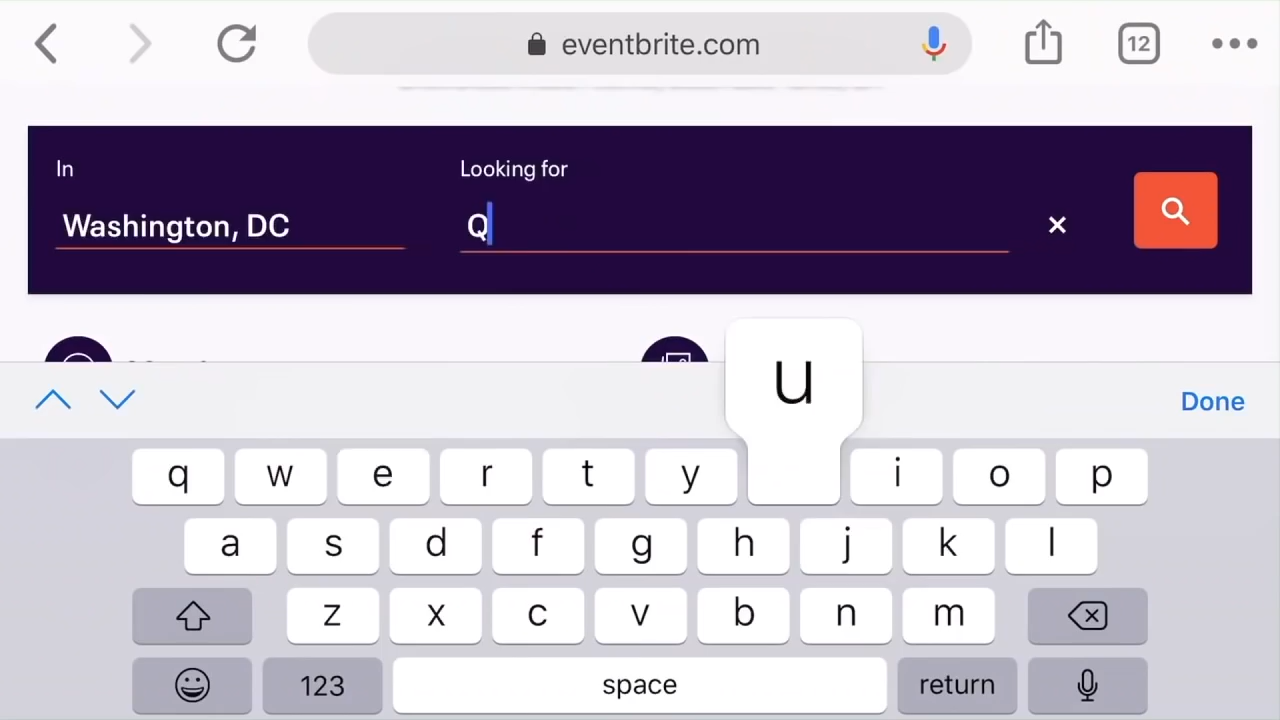 eventbrite.com
12
In
Looking for
Washington, DC
Q
u
Done
q w e r t y i o p
a s d f g h j k l
z x c v b n m
123 space return